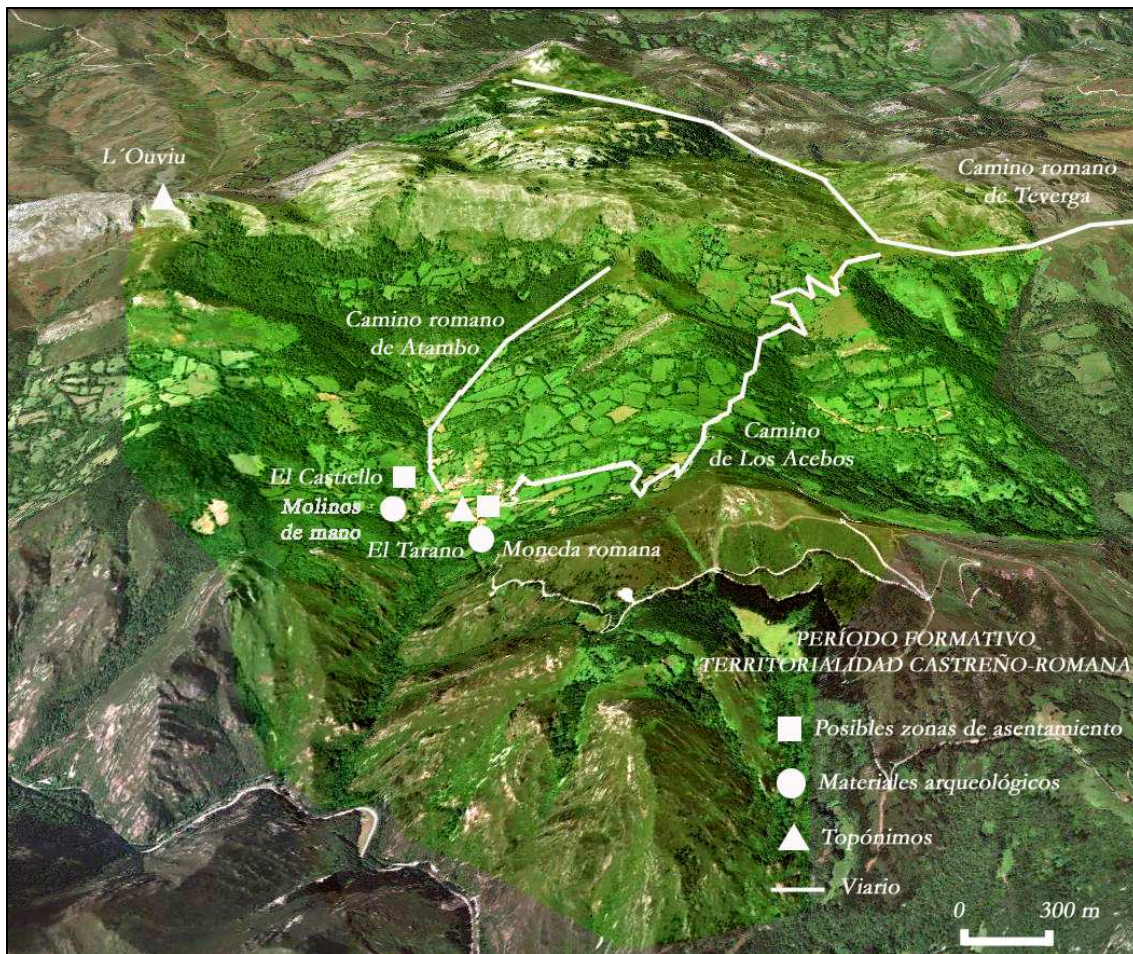 L´Ouviu
Camino romano
de Teverga
Camino romano
de Atambo
Camino
de Los Acebos
El Castiello
Molinos
de mano
El Tarano
Moneda romana
PERÍODO FORMATIVO
TERRITORIALIDAD CASTREÑO-ROMANA
Posibles zonas de asentamiento
Materiales arqueológicos
Topónimos
Viario
0 300 m